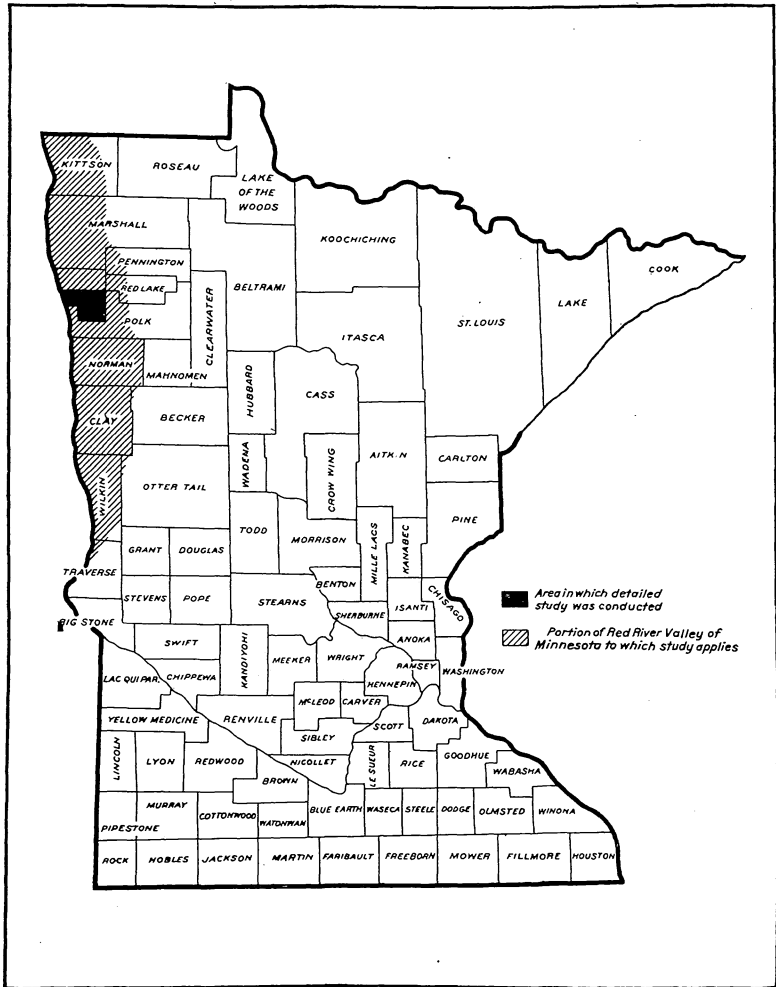 KITTSON
ROSEAU
LAKE
OF THE
WOODS
MARSHALL
KOOCHICHING
PENNINGTON
RED LAKE
BELTRAMI
COOK
LAKE
ST. LOUIS
POLK
CLEARWATER
ITASCA
NORMAN
MAHNOMEN
HUBBARD
CASS
CLAY
BECKER
AITKIN
CARLTON
WADENA
CROW WING
WILKIN
OTTER TAIL
PINE
TODD
MORRISON
MILLE LACS
KANABEC
GRANT
DOUGLAS
TRAVERSE
BENTON
CHISAGO
STEVENS
POPE
STEARNS
SHERBURNE
ISANTI
Area in which detailed
study was conducted
BIG STONE
ANOKA
Portion of Red River Valley of
Minnesota to which study applies
SWIFT
KANDIYOHI
MEEKER
WRIGHT
RAMSEY
WASHINGTON
LAC QUI PAR.
CHIPPEWA
HENNEPIN
McLEOD
CARVER
YELLOW MEDICINE
RENVILLE
SCOTT
DAKOTA
SIBLEY
LINCOLN
LYON
REDWOOD
NICOLLET
LE SUEUR
RICE
GOODHUE
WABASHA
BROWN
MURRAY
PIPESTONE
COTTONWOOD
WATONWAN
BLUE EARTH
WASECA
STEELE
DODGE
OLMSTED
WINONA
ROCK
NOBLES
JACKSON
MARTIN
FARIBAULT
FREEBORN
MOWER
FILLMORE
HOUSTON